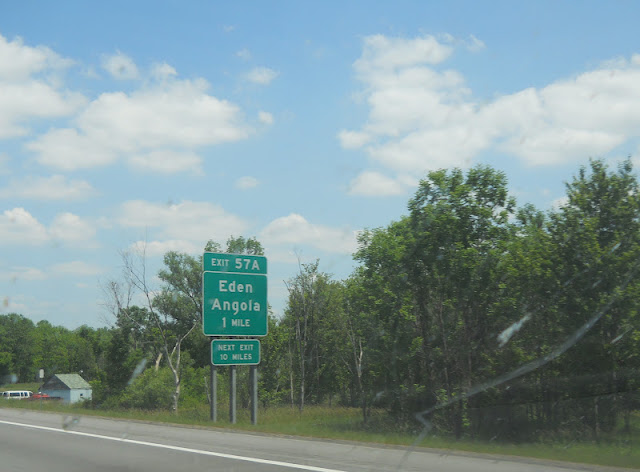 EXIT 57A
Eden
Angola
1 MILE
NEXT EXIT
10 MILES